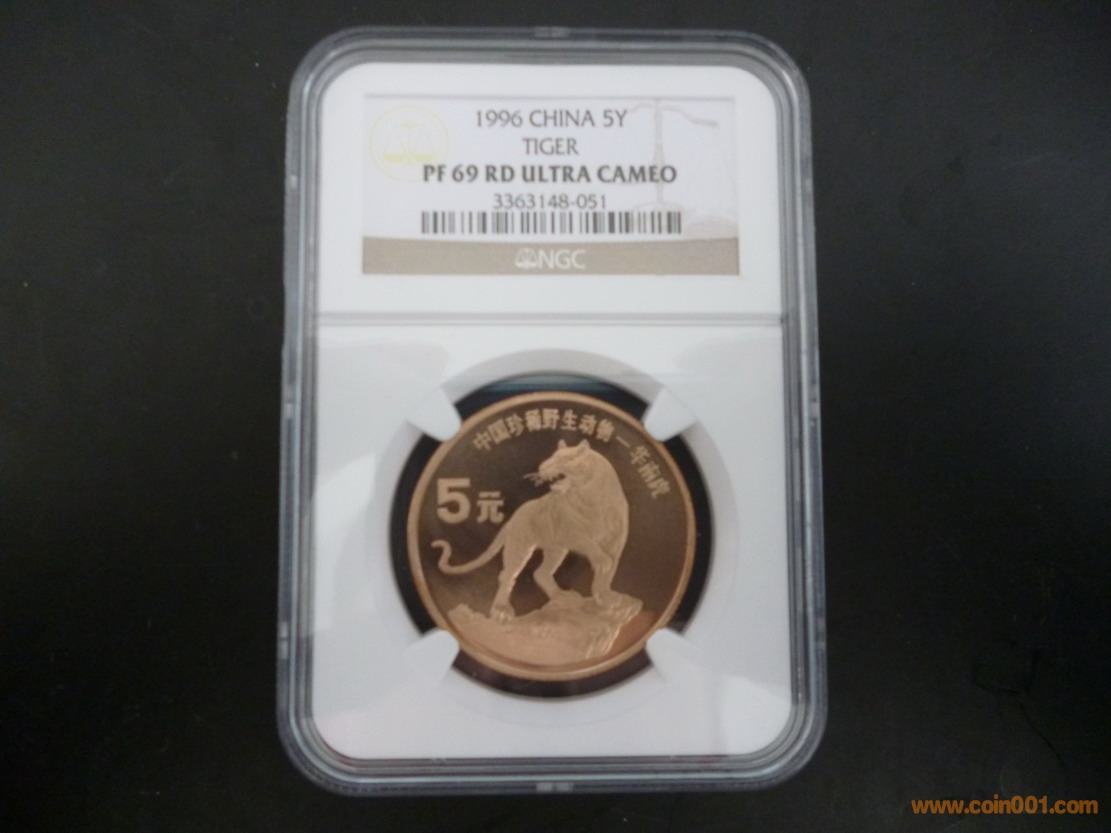 1996 CHINA 5Y
TIGER
PF 69 RD ULTRA CAMEO
3363148-051
NGC
中国珍稀野生动物—华南虎
5元
www.coin001.com